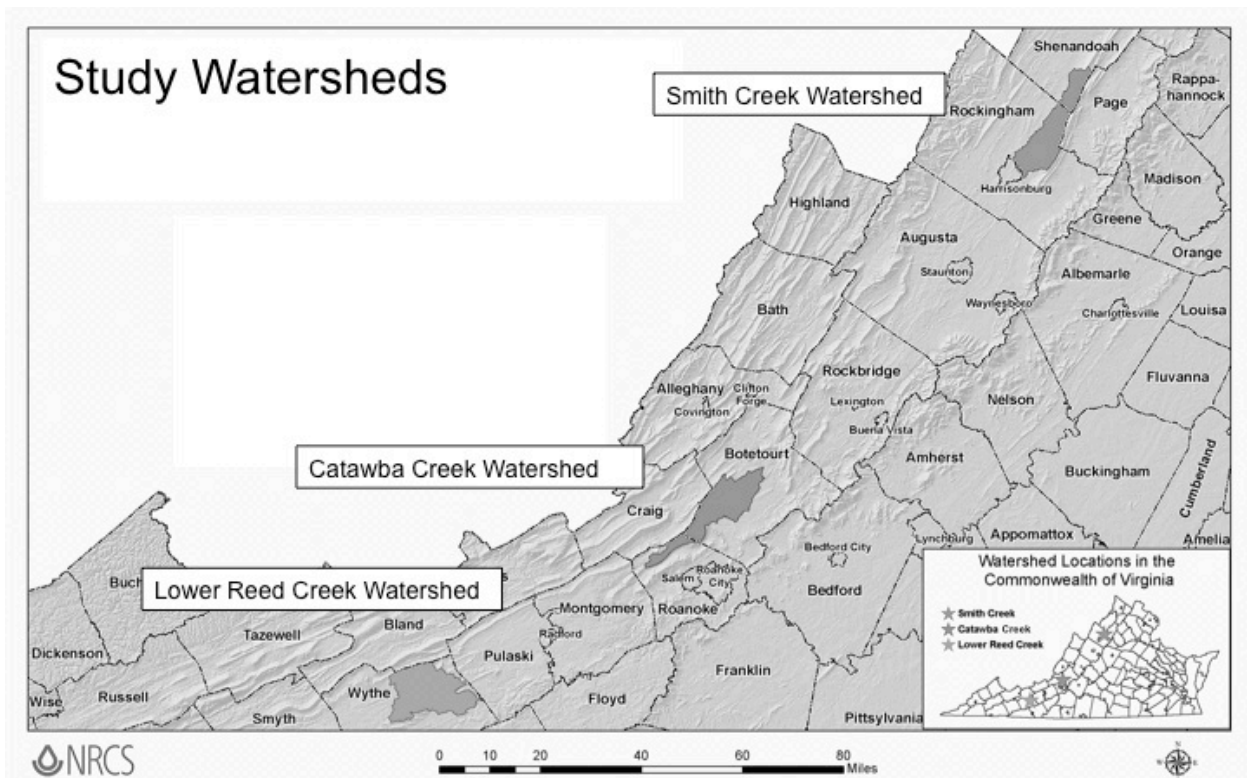 Study Watersheds
Smith Creek Watershed
Shenandoah
Rappa-
hannock
Rockingham
Page
Madison
Harrisonburg
Highland
Greene
Augusta
Orange
Staunton
Albemarle
Waynesboro
Charlottesville
Louisa
Bath
Rockbridge
Fluvanna
Alleghany
Clifton
Forge
Covington
Lexington
Nelson
Buena Vista
Catawba Creek Watershed
Botetourt
Amherst
Buckingham
Cumberland
Craig
Appomattox
Amelia
Lynchburg
Bedford City
Lower Reed Creek Watershed
Salem
Roanoke
City
Roanoke
Bedford
Montgomery
Radford
Bland
Tazewell
Dickenson
Pulaski
Franklin
Wise
Russell
Wythe
Floyd
Smyth
Pittsylvania
Watershed Locations in the
Commonwealth of Virginia
Smith Creek
Catawba Creek
Lower Reed Creek
NRCS
0 10 20 40 60 80
Miles